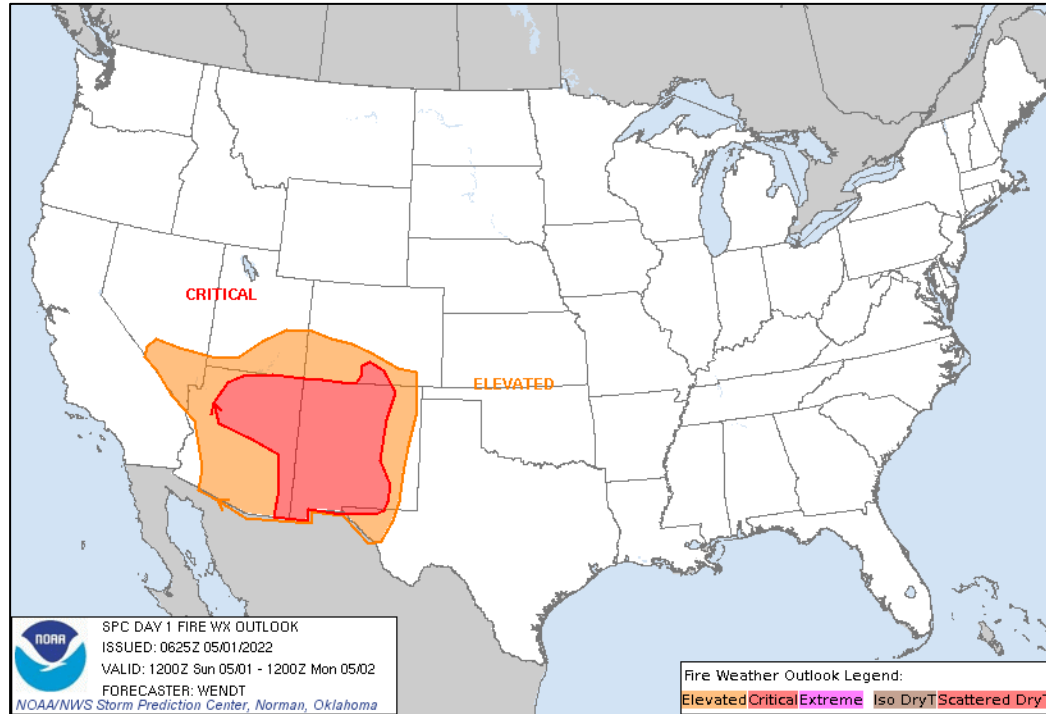 CRITICAL
ELEVATED
NOAA
SPC DAY 1 FIRE WX OUTLOOK
ISSUED: 0625Z 05/01/2022
VALID: 1200Z Sun 05/01 - 1200Z Mon 05/02
FORECASTER: WENDT
NOAA/NWS Storm Prediction Center, Norman, Oklahoma
Fire Weather Outlook Legend:
Elevated Critical Extreme Iso DryT Scattered DryT